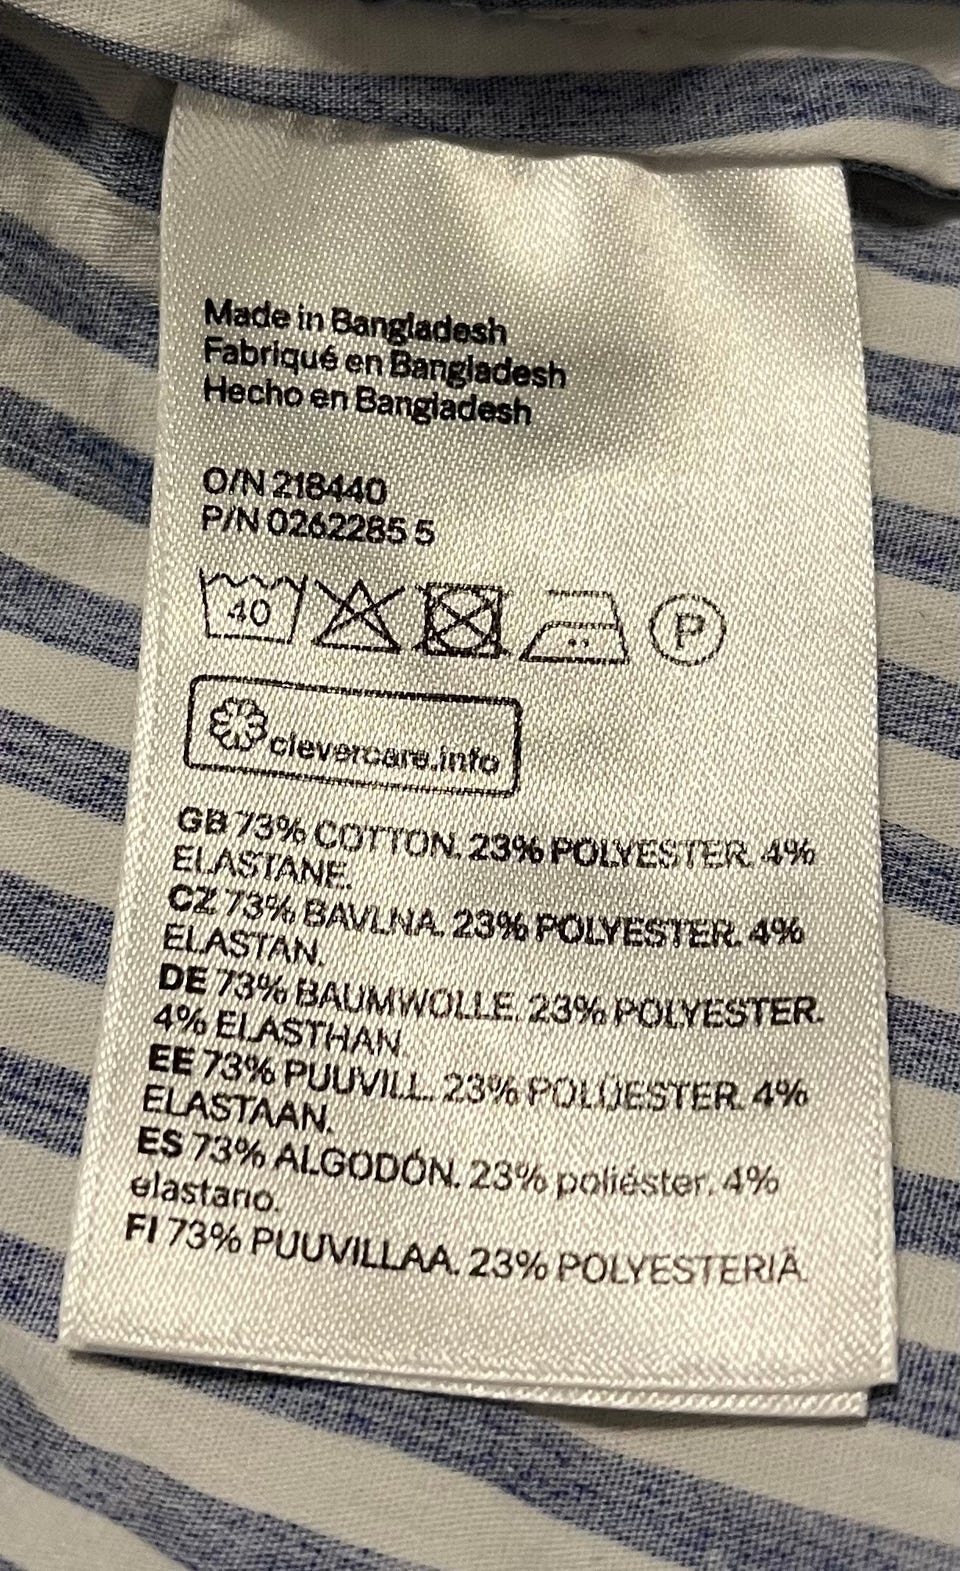 Made in Bangladesh
Fabriqué en Bangladesh
Hecho en Bangladesh
O/N 218440
P/N 0262285 5
40 P
clevercare.info
GB 73% COTTON. 23% POLYESTER. 4%
ELASTANE.
CZ 73% BAVLNA. 23% POLYESTER. 4%
ELASTAN.
DE 73% BAUMWOLLE. 23% POLYESTER.
4% ELASTHAN.
EE 73% PUUVILL. 23% POLÜESTER. 4%
ELASTAAN.
ES 73% ALGODÓN. 23% poliéster. 4%
elastano.
FI 73% PUUVILLAA. 23% POLYESTERIÄ.